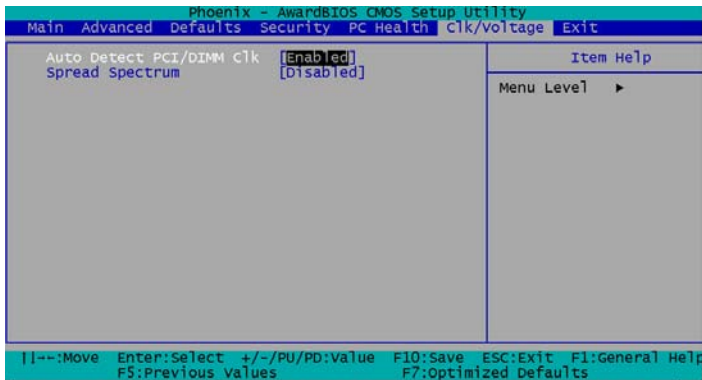 Phoenix - AwardBIOS CMOS Setup Utility
Main Advanced Defaults Security PC Health Clk/Voltage Exit
Auto Detect PCI/DIMM Clk [Enabled]
Spread Spectrum [Disabled]
Item Help
Menu Level ►
↑↓←→:Move Enter:Select +/-/PU/PD:Value F10:Save ESC:Exit F1:General Help
F5:Previous Values F7:Optimized Defaults